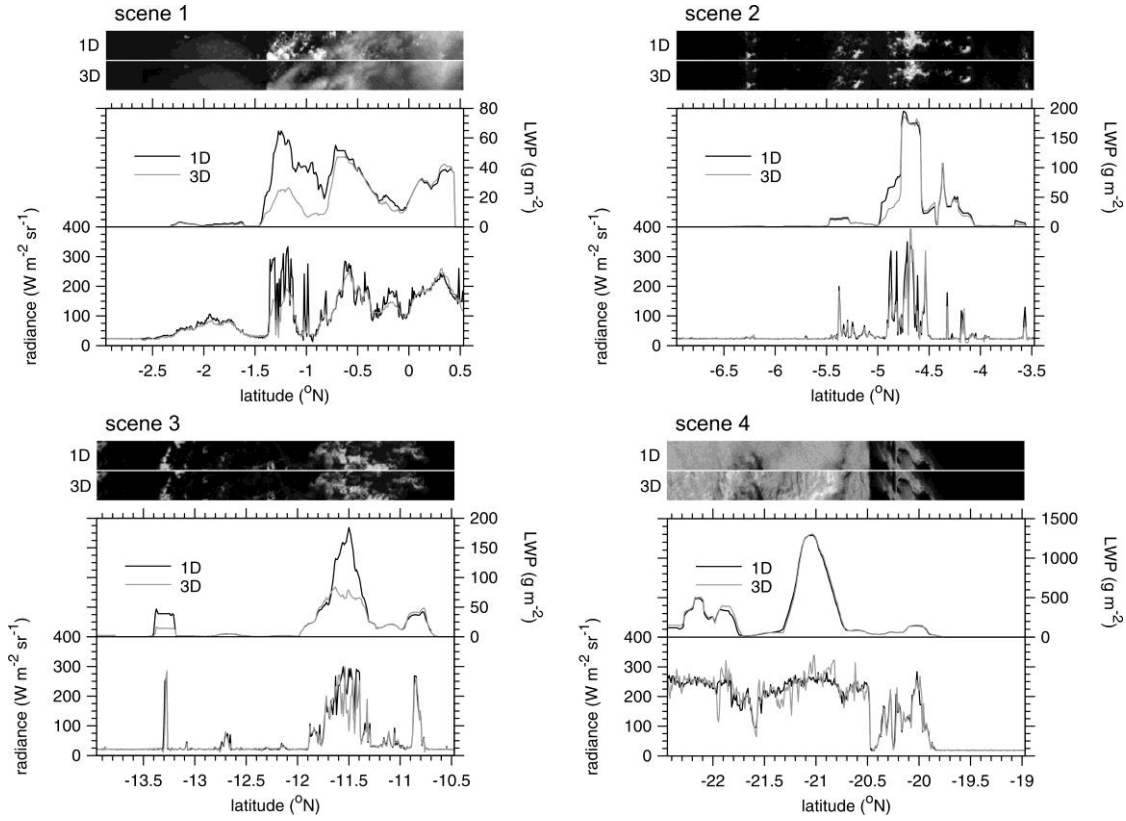 scene 1
1D
3D
80
60
40
20
0
LWP (g m-2)
1D
3D
400
300
200
100
0
radiance (W m-2 sr-1)
-2.5 -2 -1.5 -1 -0.5 0 0.5
latitude (oN)
scene 2
1D
3D
200
150
100
50
0
LWP (g m-2)
1D
3D
400
300
200
100
0
radiance (W m-2 sr-1)
-6.5 -6 -5.5 -5 -4.5 -4 -3.5
latitude (oN)
scene 3
1D
3D
200
150
100
50
0
LWP (g m-2)
1D
3D
400
300
200
100
0
radiance (W m-2 sr-1)
-13.5 -13 -12.5 -12 -11.5 -11 -10.5
latitude (oN)
scene 4
1D
3D
1500
1000
500
0
LWP (g m-2)
1D
3D
400
300
200
100
0
radiance (W m-2 sr-1)
-22 -21.5 -21 -20.5 -20 -19.5 -19
latitude (oN)